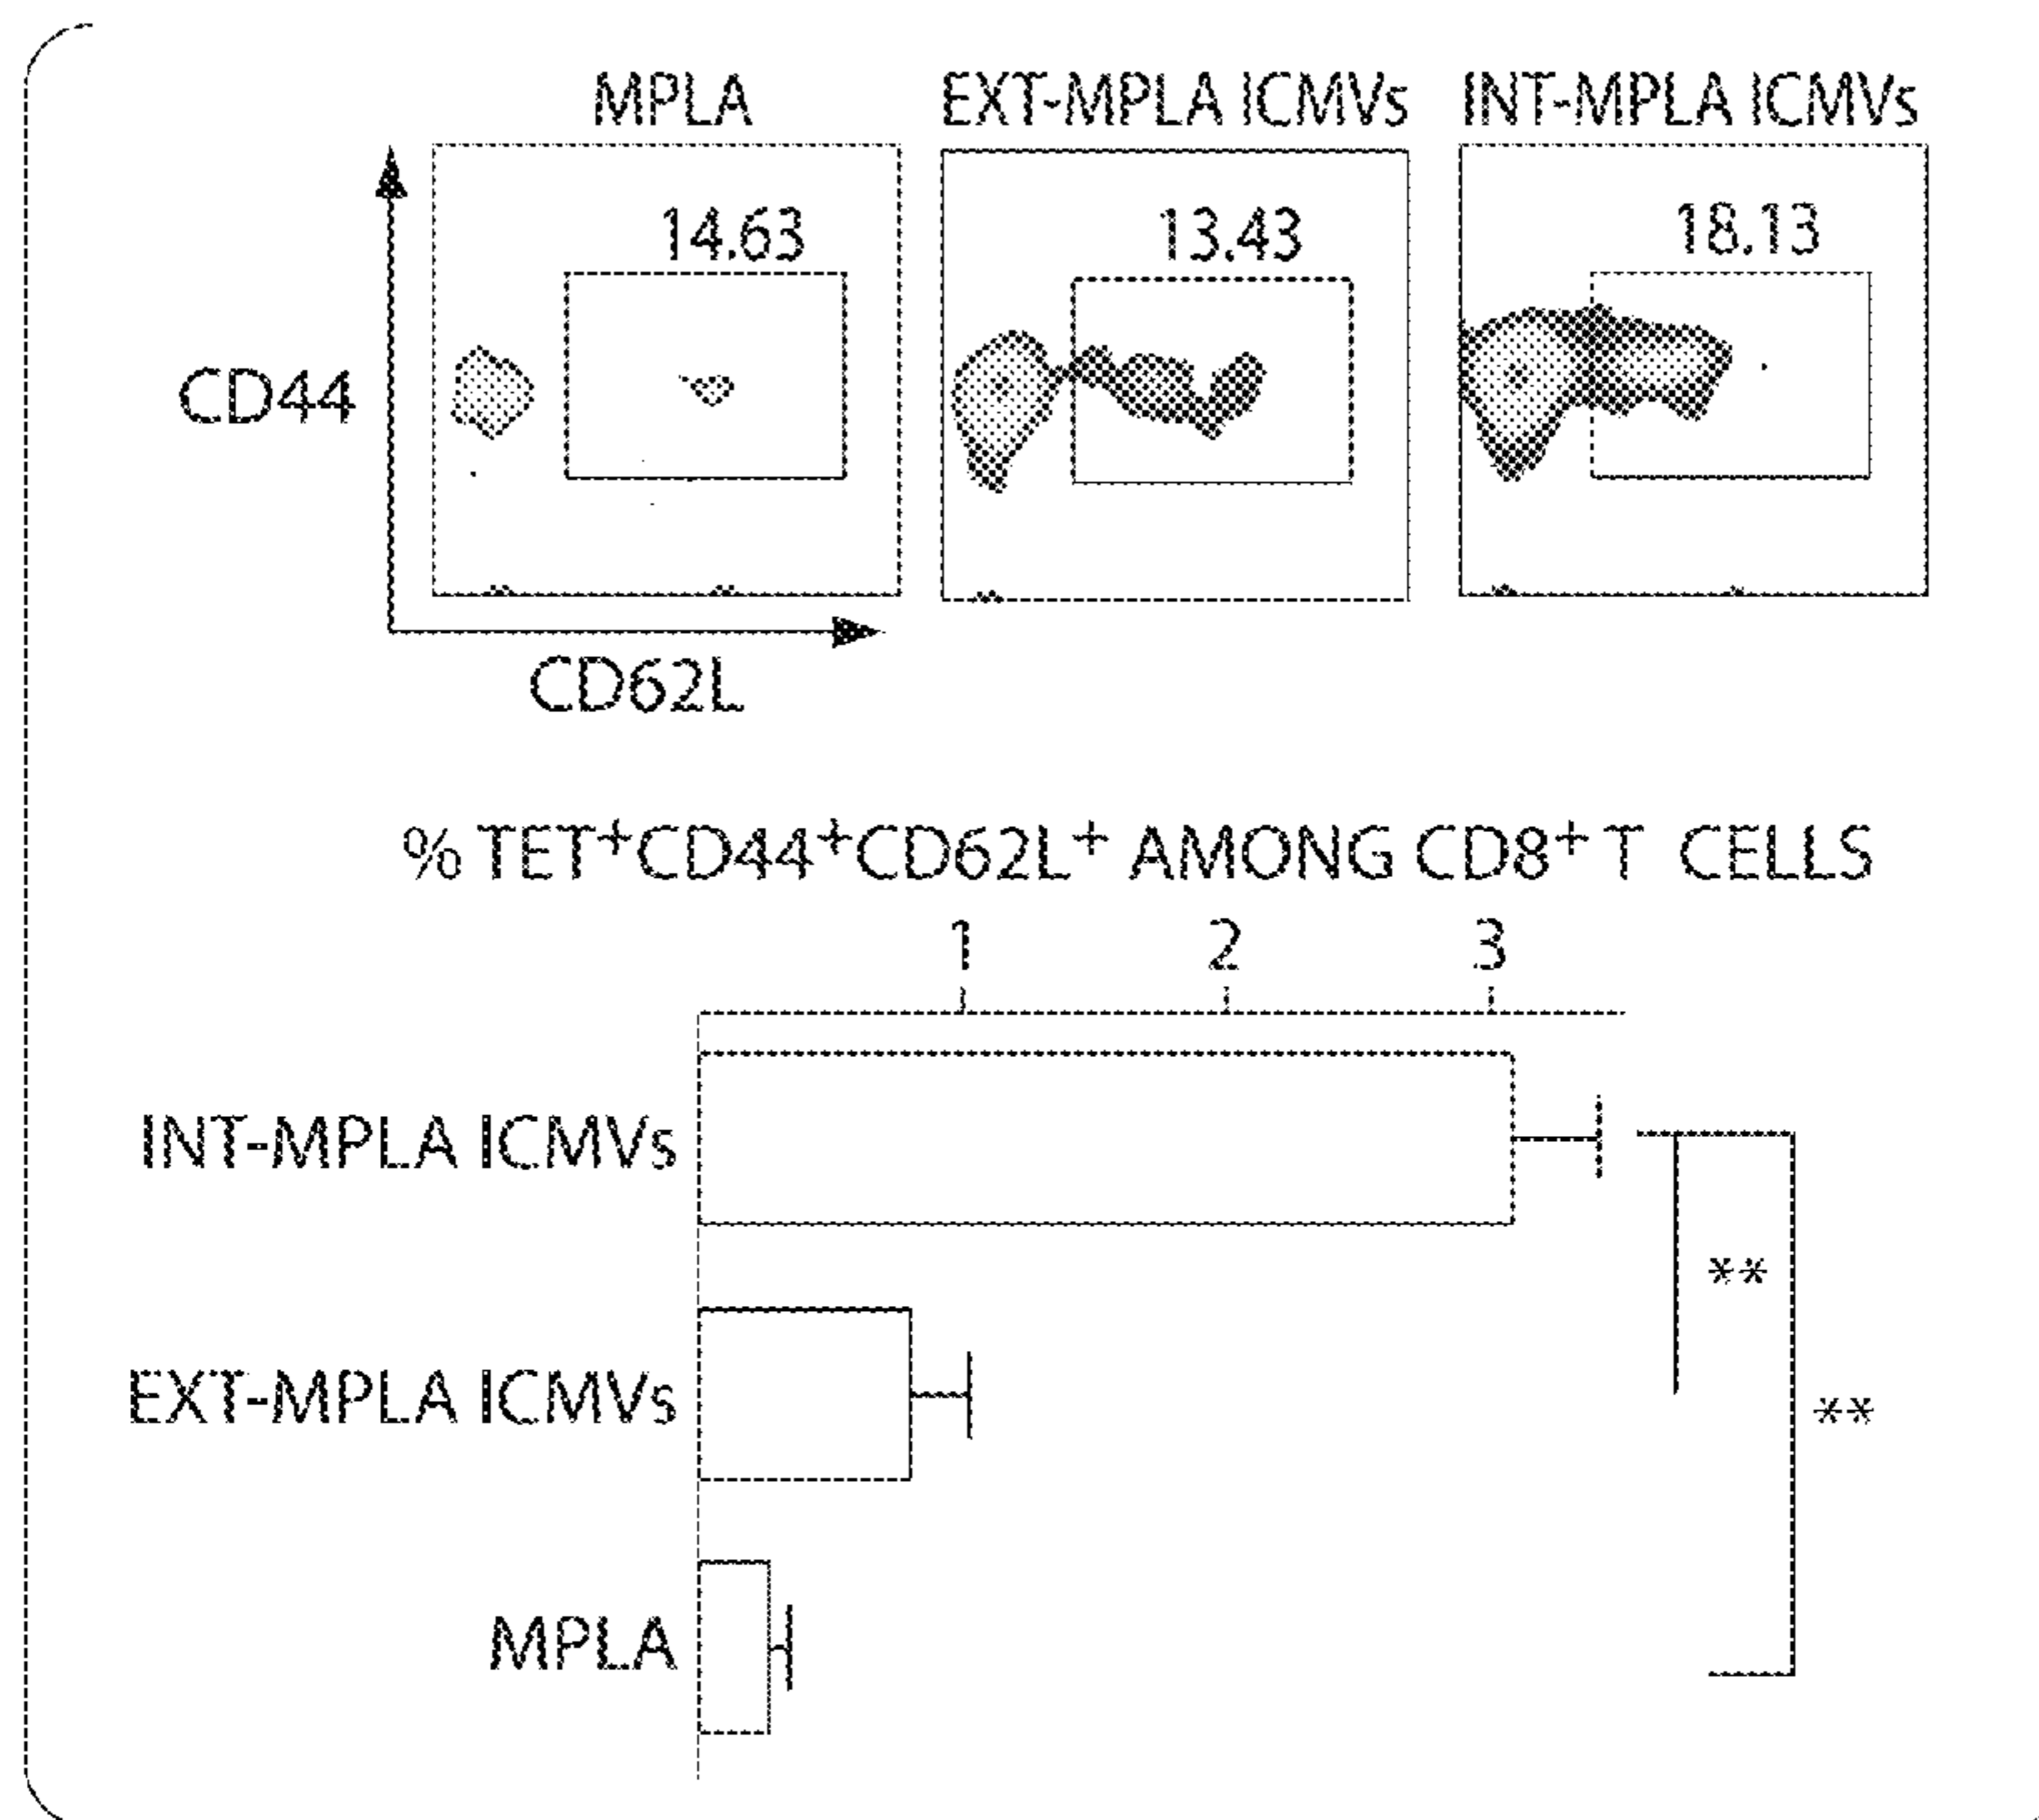 MPLA EXT-MPLA ICMVs INT-MPLA ICMVs
14.63 13.43 18.13
CD44
CD62L
% TET⁺CD44⁺CD62L⁺ AMONG CD8⁺ T CELLS
1 2 3
INT-MPLA ICMVs
**
EXT-MPLA ICMVs
**
MPLA